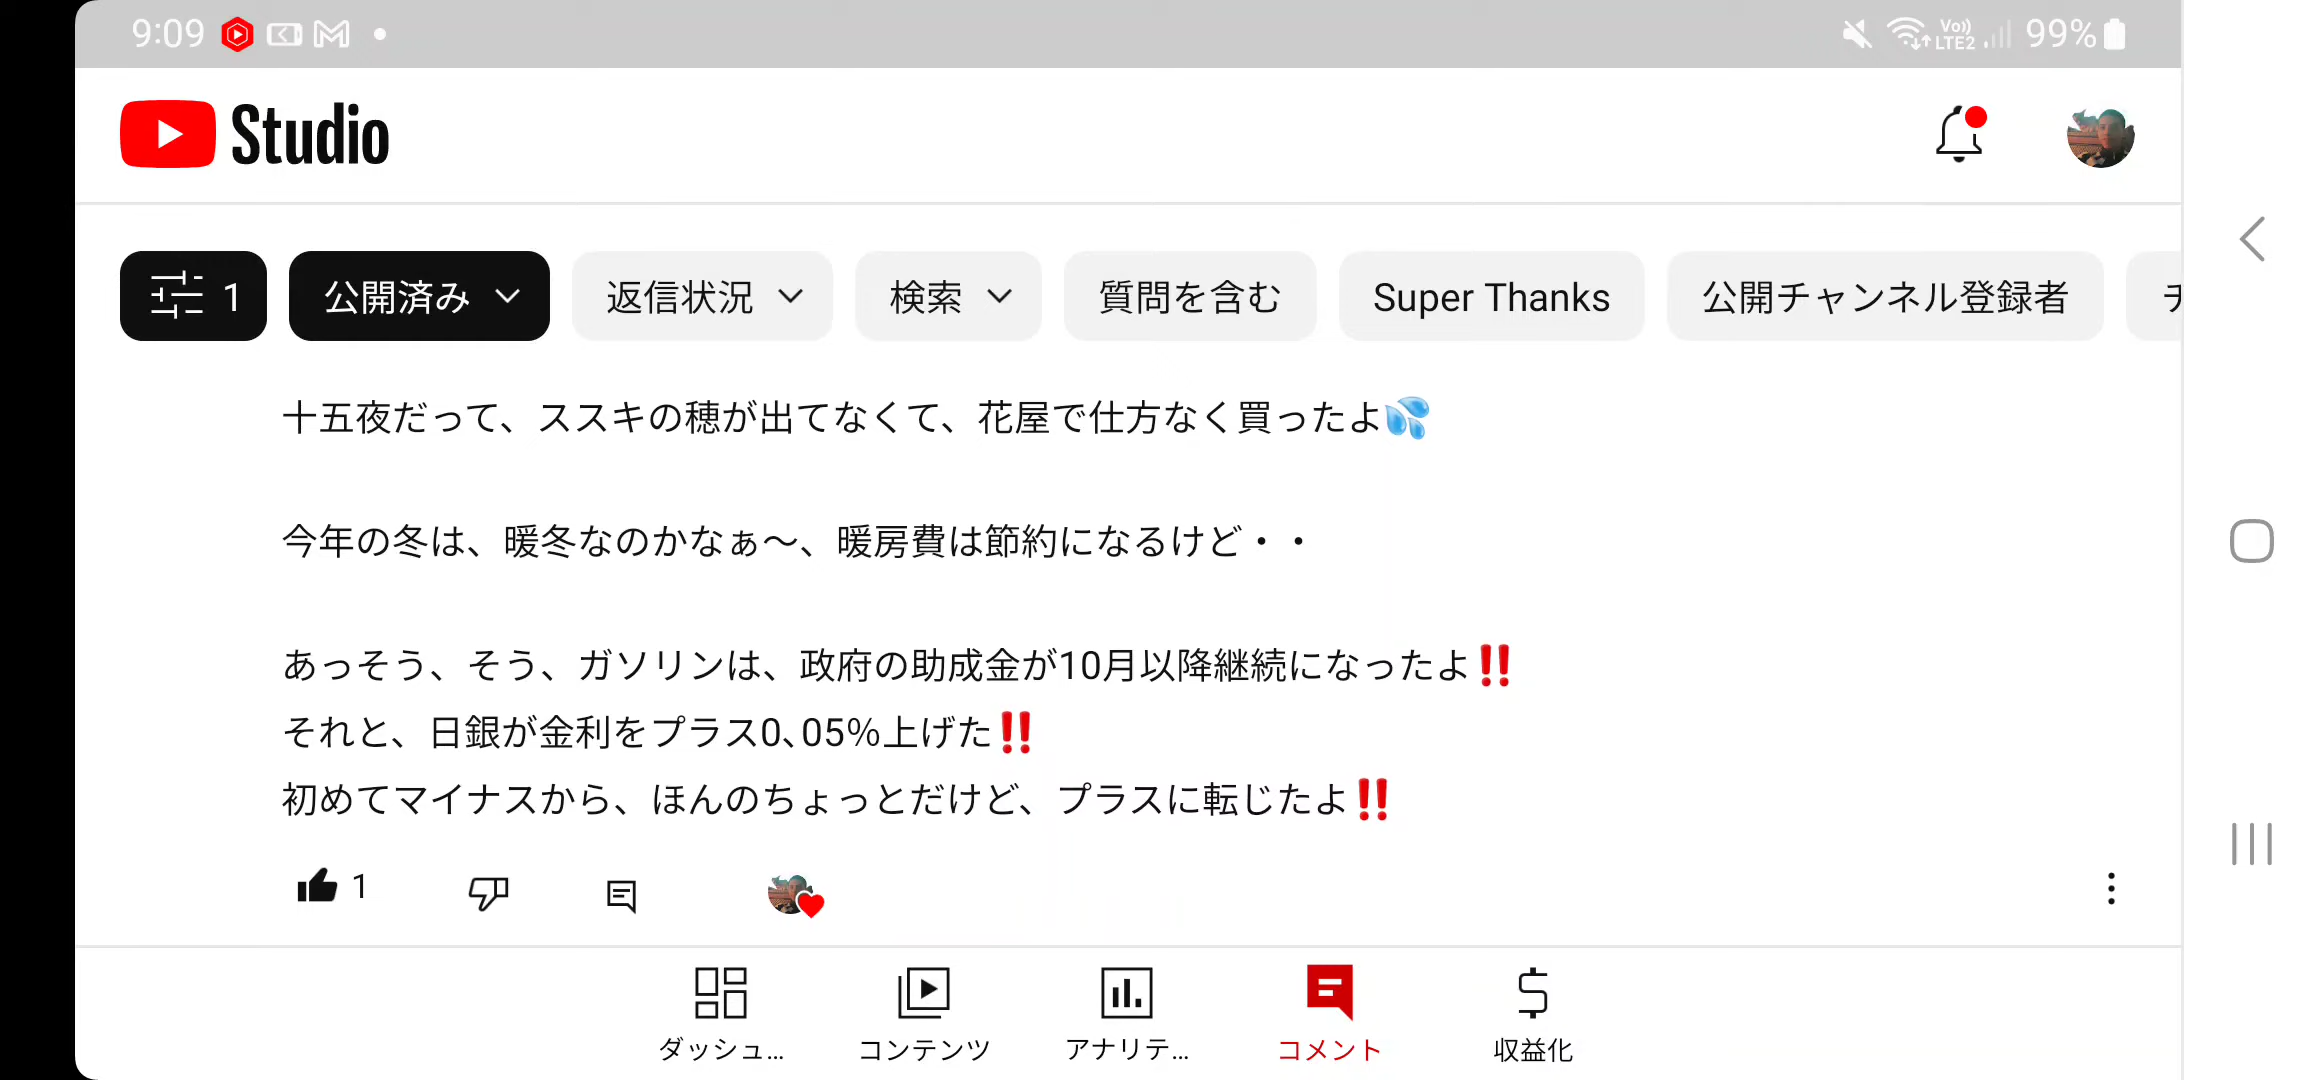 9:09
Vo))
LTE2
99%
Studio
1
公開済み
返信状況
検索
質問を含む
Super Thanks
公開チャンネル登録者
十五夜だって、ススキの穂が出てなくて、花屋で仕方なく買ったよ💦
今年の冬は、暖冬なのかなぁ〜、暖房費は節約になるけど・・
あっそう、そう、ガソリンは、政府の助成金が10月以降継続になったよ‼️
それと、日銀が金利をプラス0､05%上げた‼️
初めてマイナスから、ほんのちょっとだけど、プラスに転じたよ‼️
1
ダッシュ...
コンテンツ
アナリテ...
コメント
収益化